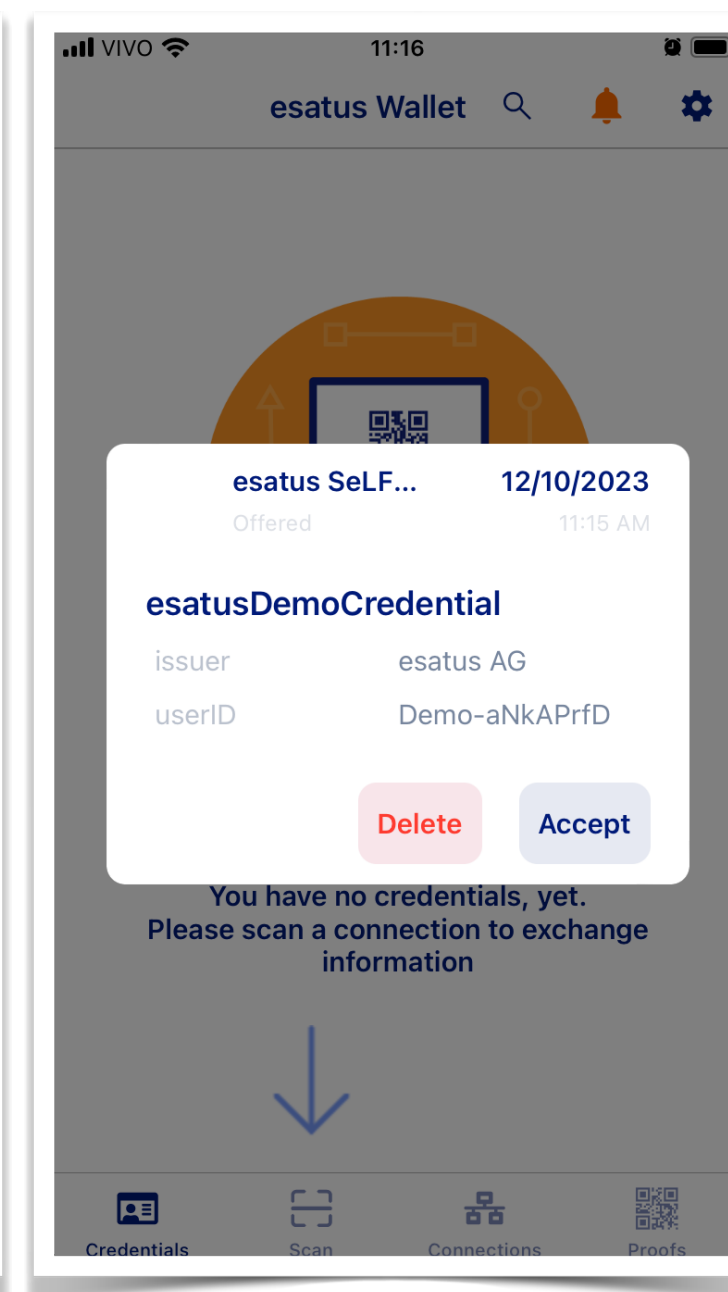 VIVO 11:16
esatus Wallet
esatus SeLF... 12/10/2023
Offered 11:15 AM
esatusDemoCredential
issuer esatus AG
userID Demo-aNkAPrfD
Delete Accept
You have no credentials, yet.
Please scan a connection to exchange
information
Credentials Scan Connections Proofs